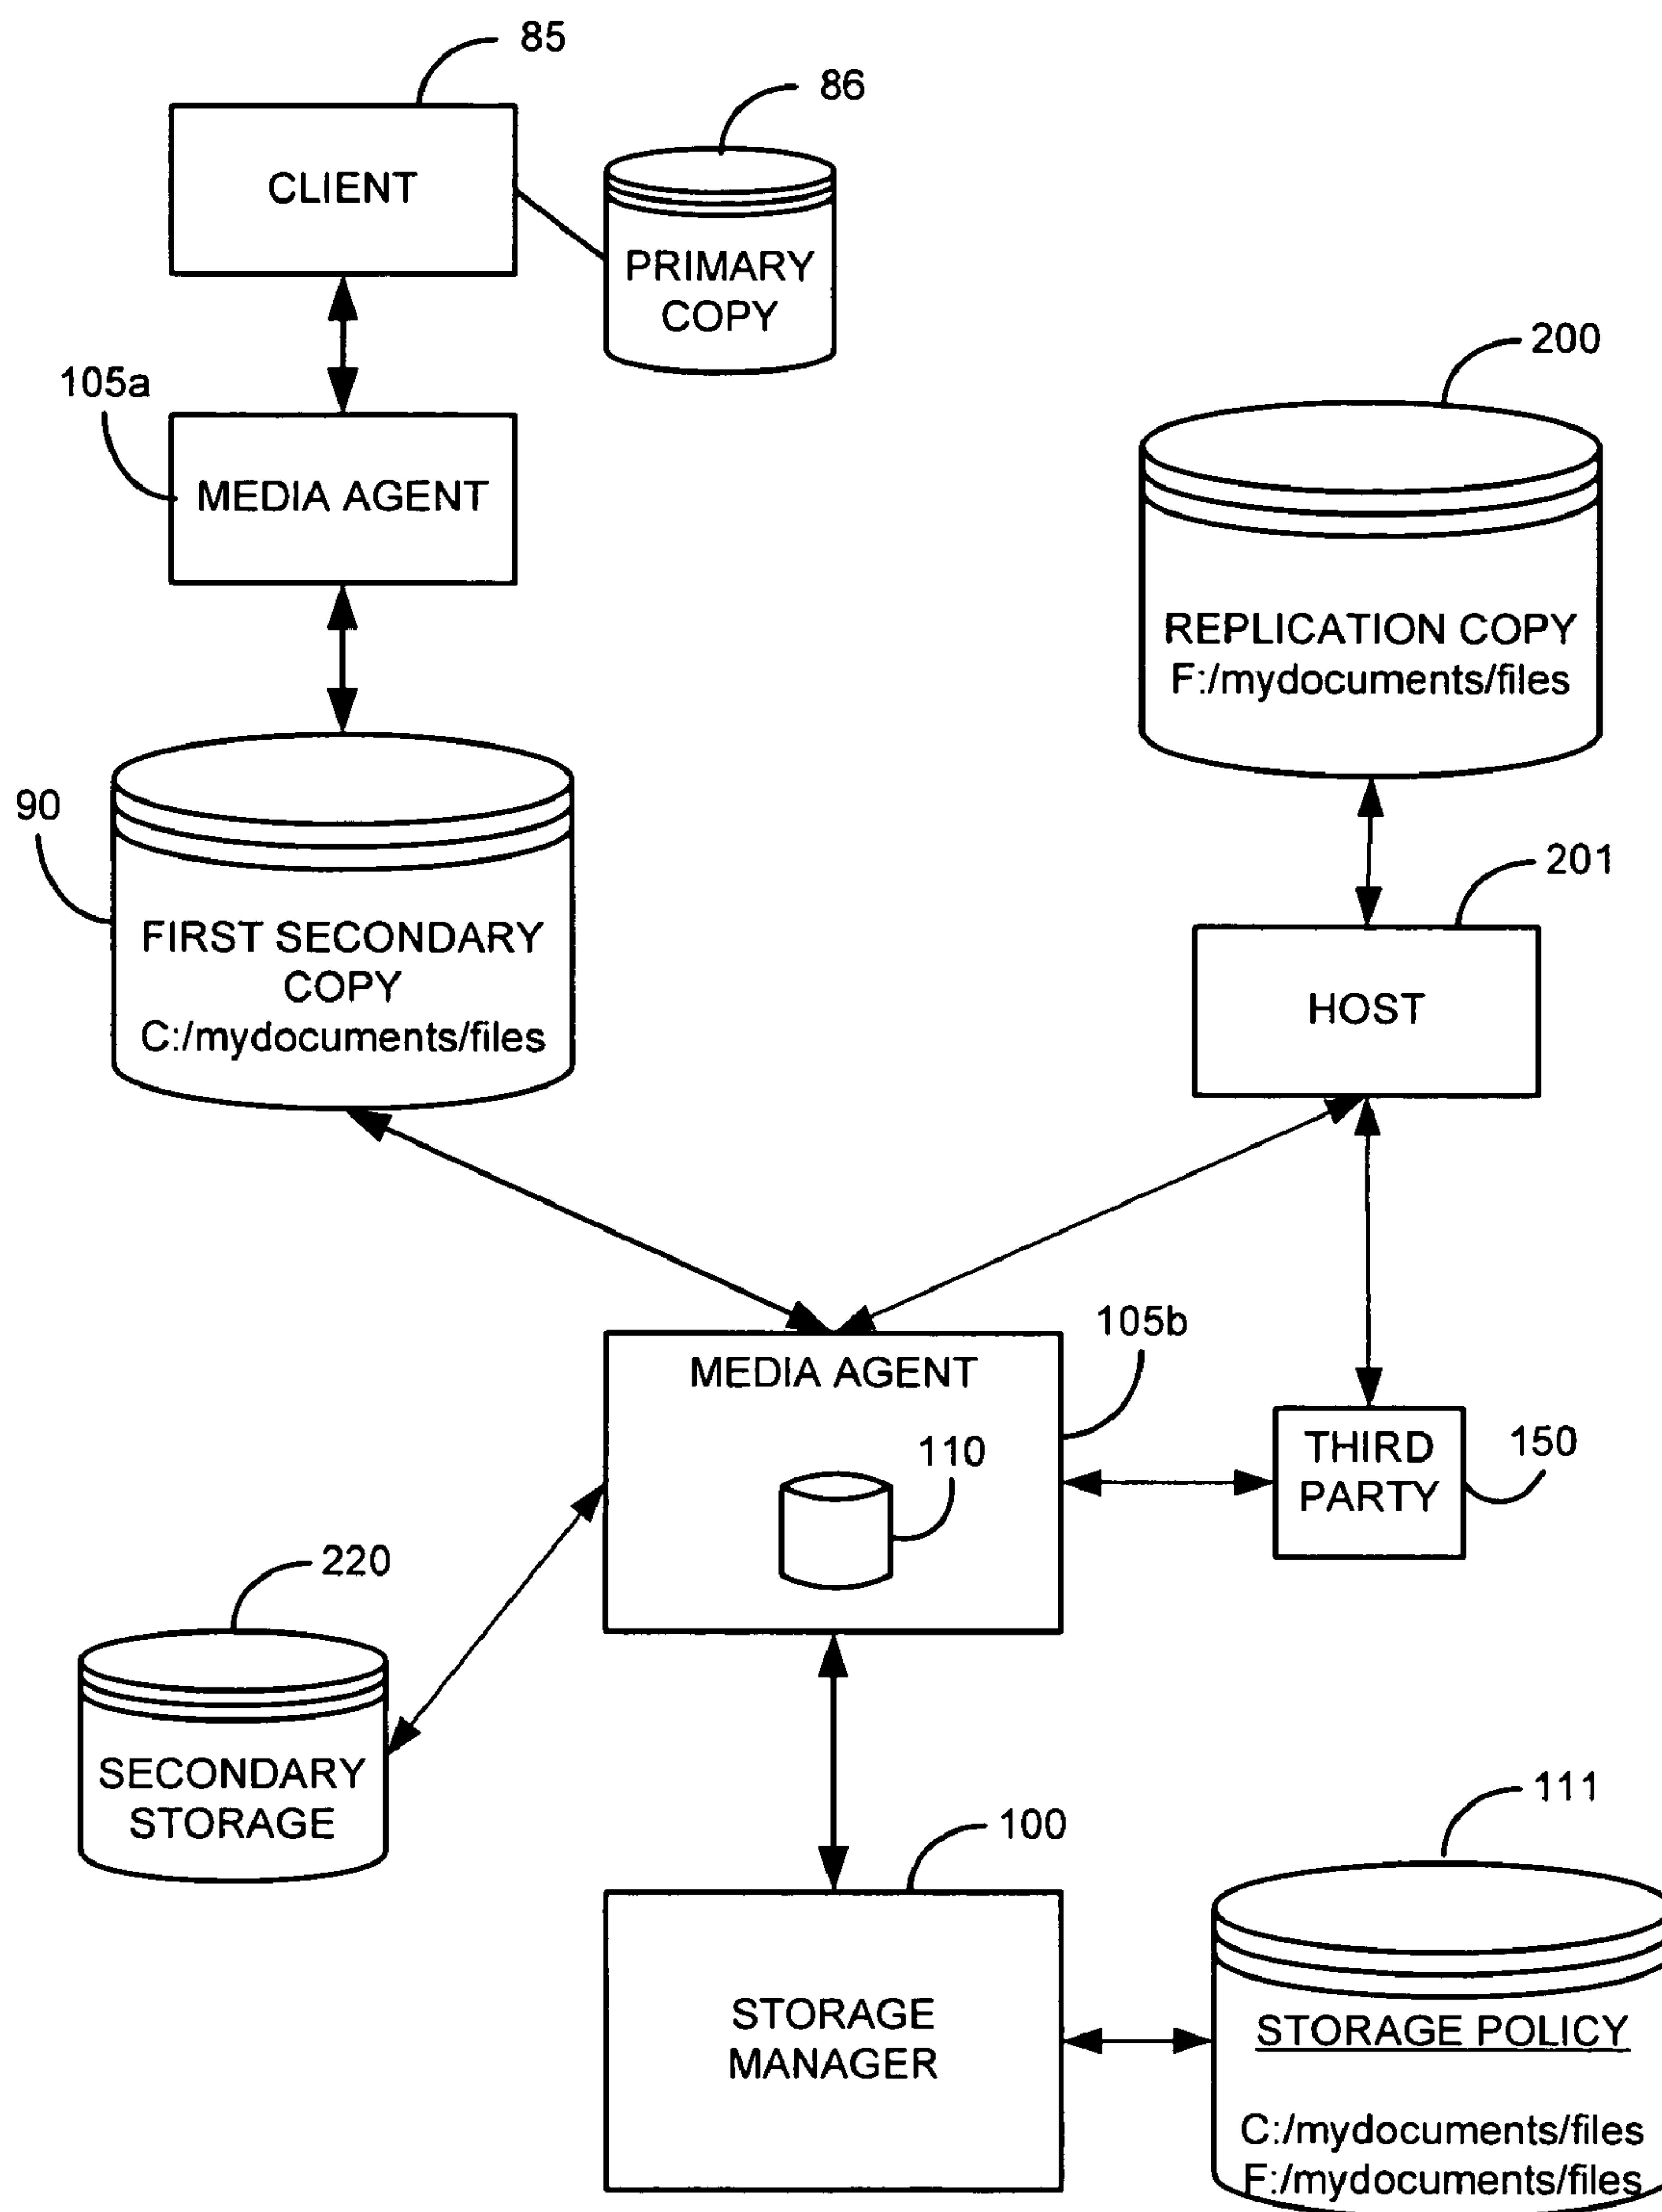 85
86
CLIENT
PRIMARY
COPY
200
105a
MEDIA AGENT
REPLICATION COPY
F:/mydocuments/files
90
201
FIRST SECONDARY
COPY
C:/mydocuments/files
HOST
105b
MEDIA AGENT
110
THIRD
PARTY
150
220
SECONDARY
STORAGE
111
100
STORAGE
MANAGER
STORAGE POLICY
C:/mydocuments/files
F:/mydocuments/files